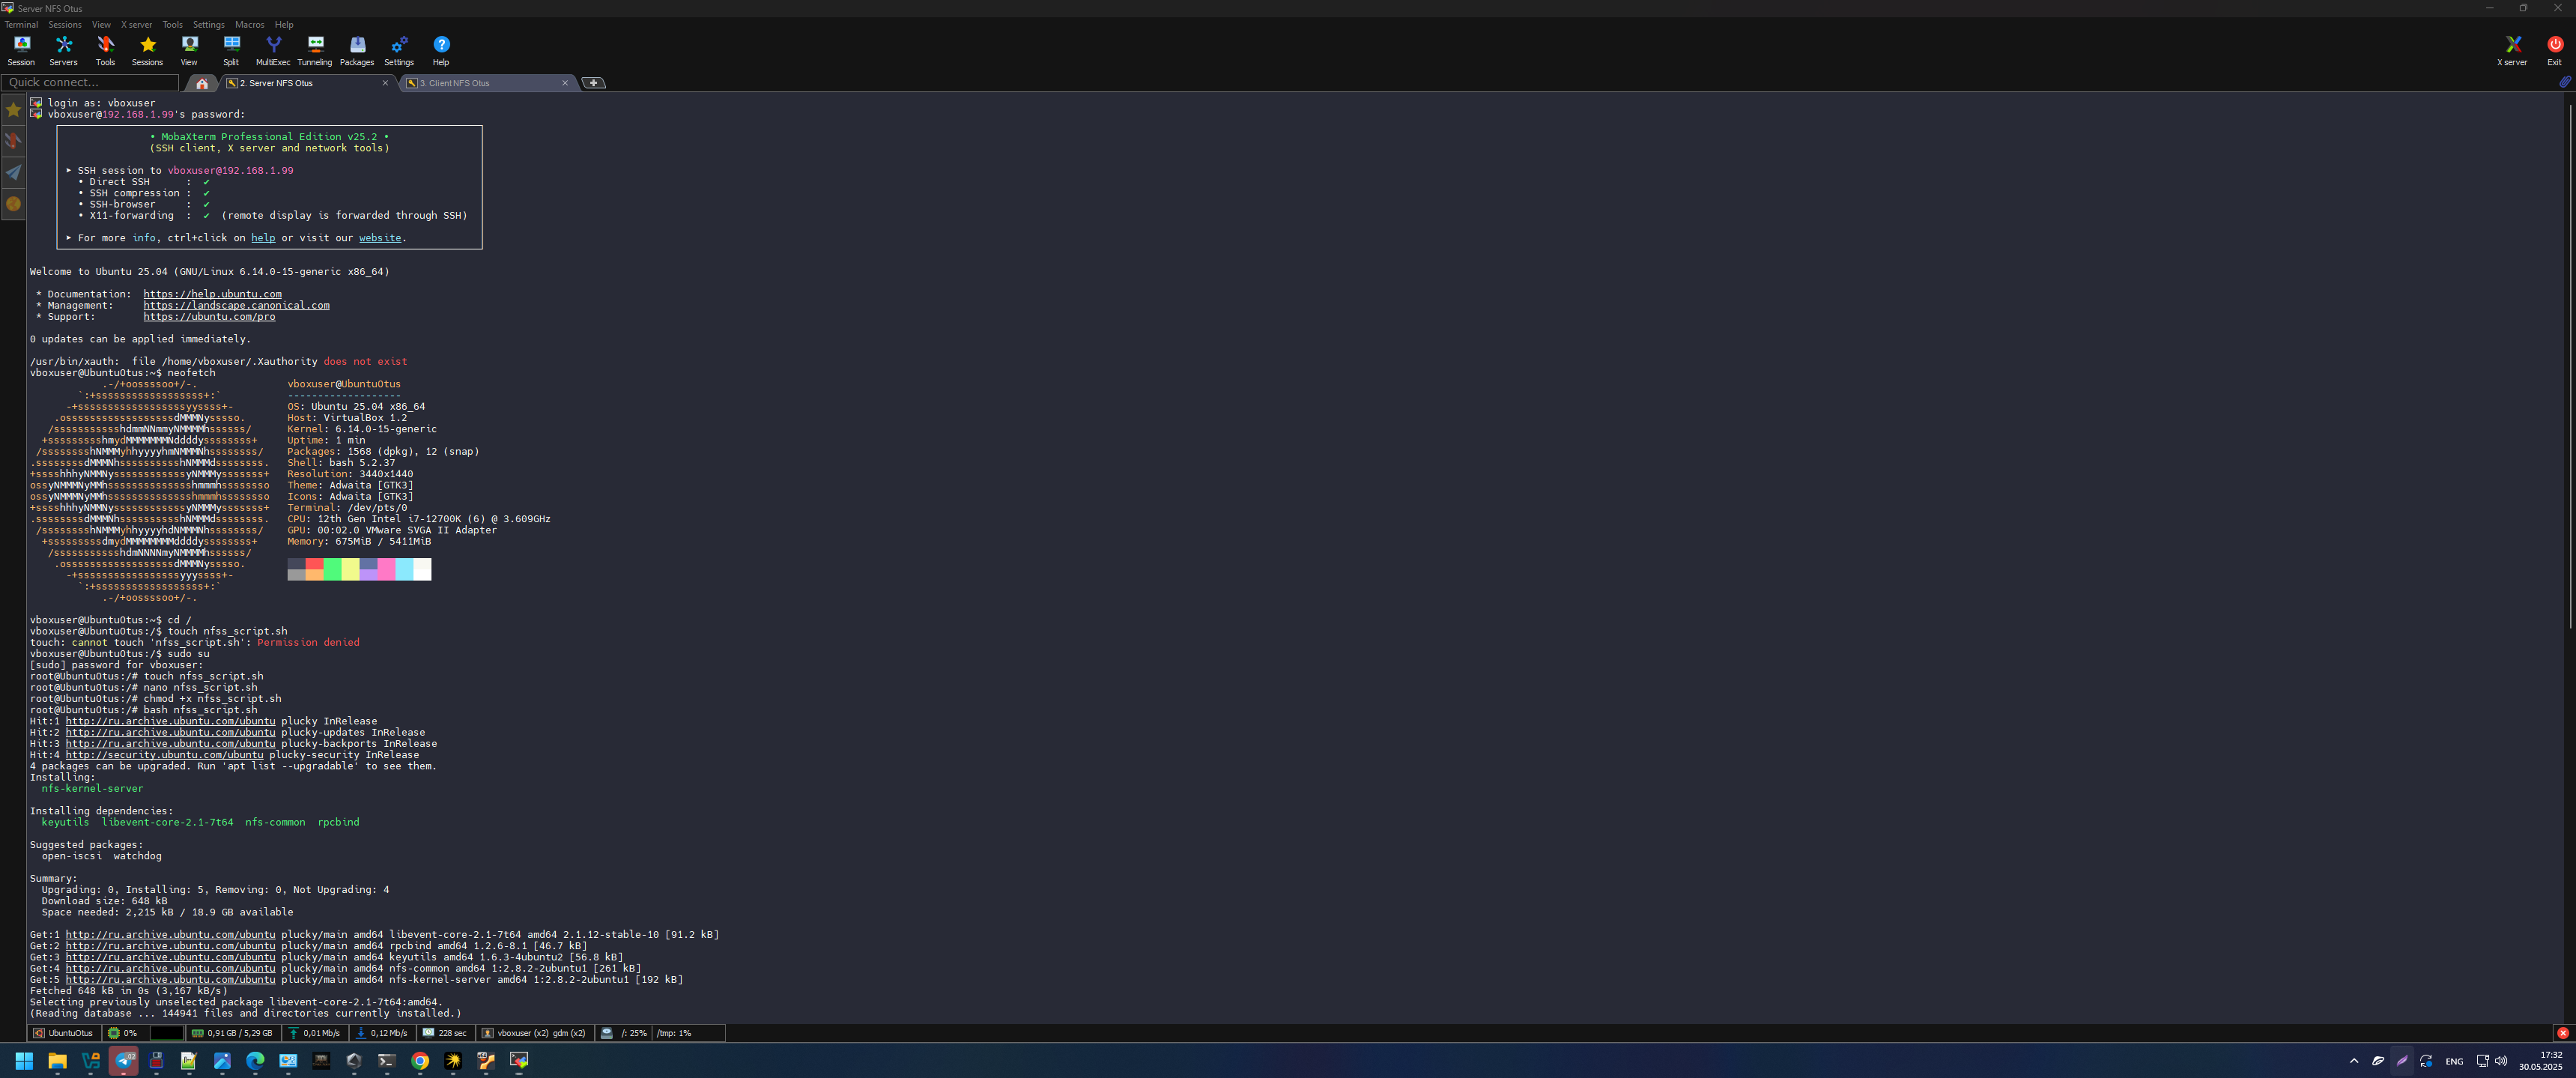 Server NFS Otus
Terminal Sessions View X server Tools Settings Macros Help
Session Servers Tools Sessions View Split MultiExec Tunneling Packages Settings Help X server Exit
Quick connect...
2. Server NFS Otus
3. Client NFS Otus
login as: vboxuser
vboxuser@192.168.1.99's password:
• MobaXterm Professional Edition v25.2 •
(SSH client, X server and network tools)
➤ SSH session to vboxuser@192.168.1.99
• Direct SSH : ✔
• SSH compression : ✔
• SSH-browser : ✔
• X11-forwarding : ✔ (remote display is forwarded through SSH)
➤ For more info, ctrl+click on help or visit our website.
Welcome to Ubuntu 25.04 (GNU/Linux 6.14.0-15-generic x86_64)
* Documentation: https://help.ubuntu.com
* Management: https://landscape.canonical.com
* Support: https://ubuntu.com/pro
0 updates can be applied immediately.
/usr/bin/xauth: file /home/vboxuser/.Xauthority does not exist
vboxuser@UbuntuOtus:~$ neofetch
.-/+oossssoo+/-. vboxuser@UbuntuOtus
`:+ssssssssssssssssss+:` -------------------
-+ssssssssssssssssssyyssss+- OS: Ubuntu 25.04 x86_64
.ossssssssssssssssssdMMMNysssso. Host: VirtualBox 1.2
/ssssssssssshdmmNNmmyNMMMMhssssss/ Kernel: 6.14.0-15-generic
+ssssssssshmydMMMMMMMNddddyssssssss+ Uptime: 1 min
/sssssssshNMMMyhhyyyyhmNMMMNhssssssss/ Packages: 1568 (dpkg), 12 (snap)
.ssssssssdMMMNhsssssssssshNMMMdssssssss. Shell: bash 5.2.37
+sssshhhyNMMNyssssssssssssyNMMMysssssss+ Resolution: 3440x1440
ossyNMMMNyMMhsssssssssssssshmmmhssssssso Theme: Adwaita [GTK3]
ossyNMMMNyMMhsssssssssssssshmmmhssssssso Icons: Adwaita [GTK3]
+sssshhhyNMMNyssssssssssssyNMMMysssssss+ Terminal: /dev/pts/0
.ssssssssdMMMNhsssssssssshNMMMdssssssss. CPU: 12th Gen Intel i7-12700K (6) @ 3.609GHz
/sssssssshNMMMyhhyyyyhdNMMMNhssssssss/ GPU: 00:02.0 VMware SVGA II Adapter
+sssssssssdmydMMMMMMMMddddyssssssss+ Memory: 675MiB / 5411MiB
/ssssssssssshdmNNNNmyNMMMMhssssss/
.ossssssssssssssssssdMMMNysssso.
-+sssssssssssssssssyyyssss+-
`:+ssssssssssssssssss+:`
.-/+oossssoo+/-.
vboxuser@UbuntuOtus:~$ cd /
vboxuser@UbuntuOtus:/$ touch nfss_script.sh
touch: cannot touch 'nfss_script.sh': Permission denied
vboxuser@UbuntuOtus:/$ sudo su
[sudo] password for vboxuser:
root@UbuntuOtus:/# touch nfss_script.sh
root@UbuntuOtus:/# nano nfss_script.sh
root@UbuntuOtus:/# chmod +x nfss_script.sh
root@UbuntuOtus:/# bash nfss_script.sh
Hit:1 http://ru.archive.ubuntu.com/ubuntu plucky InRelease
Hit:2 http://ru.archive.ubuntu.com/ubuntu plucky-updates InRelease
Hit:3 http://ru.archive.ubuntu.com/ubuntu plucky-backports InRelease
Hit:4 http://security.ubuntu.com/ubuntu plucky-security InRelease
4 packages can be upgraded. Run 'apt list --upgradable' to see them.
Installing:
nfs-kernel-server
Installing dependencies:
keyutils libevent-core-2.1-7t64 nfs-common rpcbind
Suggested packages:
open-iscsi watchdog
Summary:
Upgrading: 0, Installing: 5, Removing: 0, Not Upgrading: 4
Download size: 648 kB
Space needed: 2,215 kB / 18.9 GB available
Get:1 http://ru.archive.ubuntu.com/ubuntu plucky/main amd64 libevent-core-2.1-7t64 amd64 2.1.12-stable-10 [91.2 kB]
Get:2 http://ru.archive.ubuntu.com/ubuntu plucky/main amd64 rpcbind amd64 1.2.6-8.1 [46.7 kB]
Get:3 http://ru.archive.ubuntu.com/ubuntu plucky/main amd64 keyutils amd64 1.6.3-4ubuntu2 [56.8 kB]
Get:4 http://ru.archive.ubuntu.com/ubuntu plucky/main amd64 nfs-common amd64 1:2.8.2-2ubuntu1 [261 kB]
Get:5 http://ru.archive.ubuntu.com/ubuntu plucky/main amd64 nfs-kernel-server amd64 1:2.8.2-2ubuntu1 [192 kB]
Fetched 648 kB in 0s (3,167 kB/s)
Selecting previously unselected package libevent-core-2.1-7t64:amd64.
(Reading database ... 144941 files and directories currently installed.)
UbuntuOtus 0% 0,91 GB / 5,29 GB 0,01 Mb/s 0,12 Mb/s 228 sec vboxuser (x2) gdm (x2) /: 25% /tmp: 1%
ENG
17:32
30.05.2025